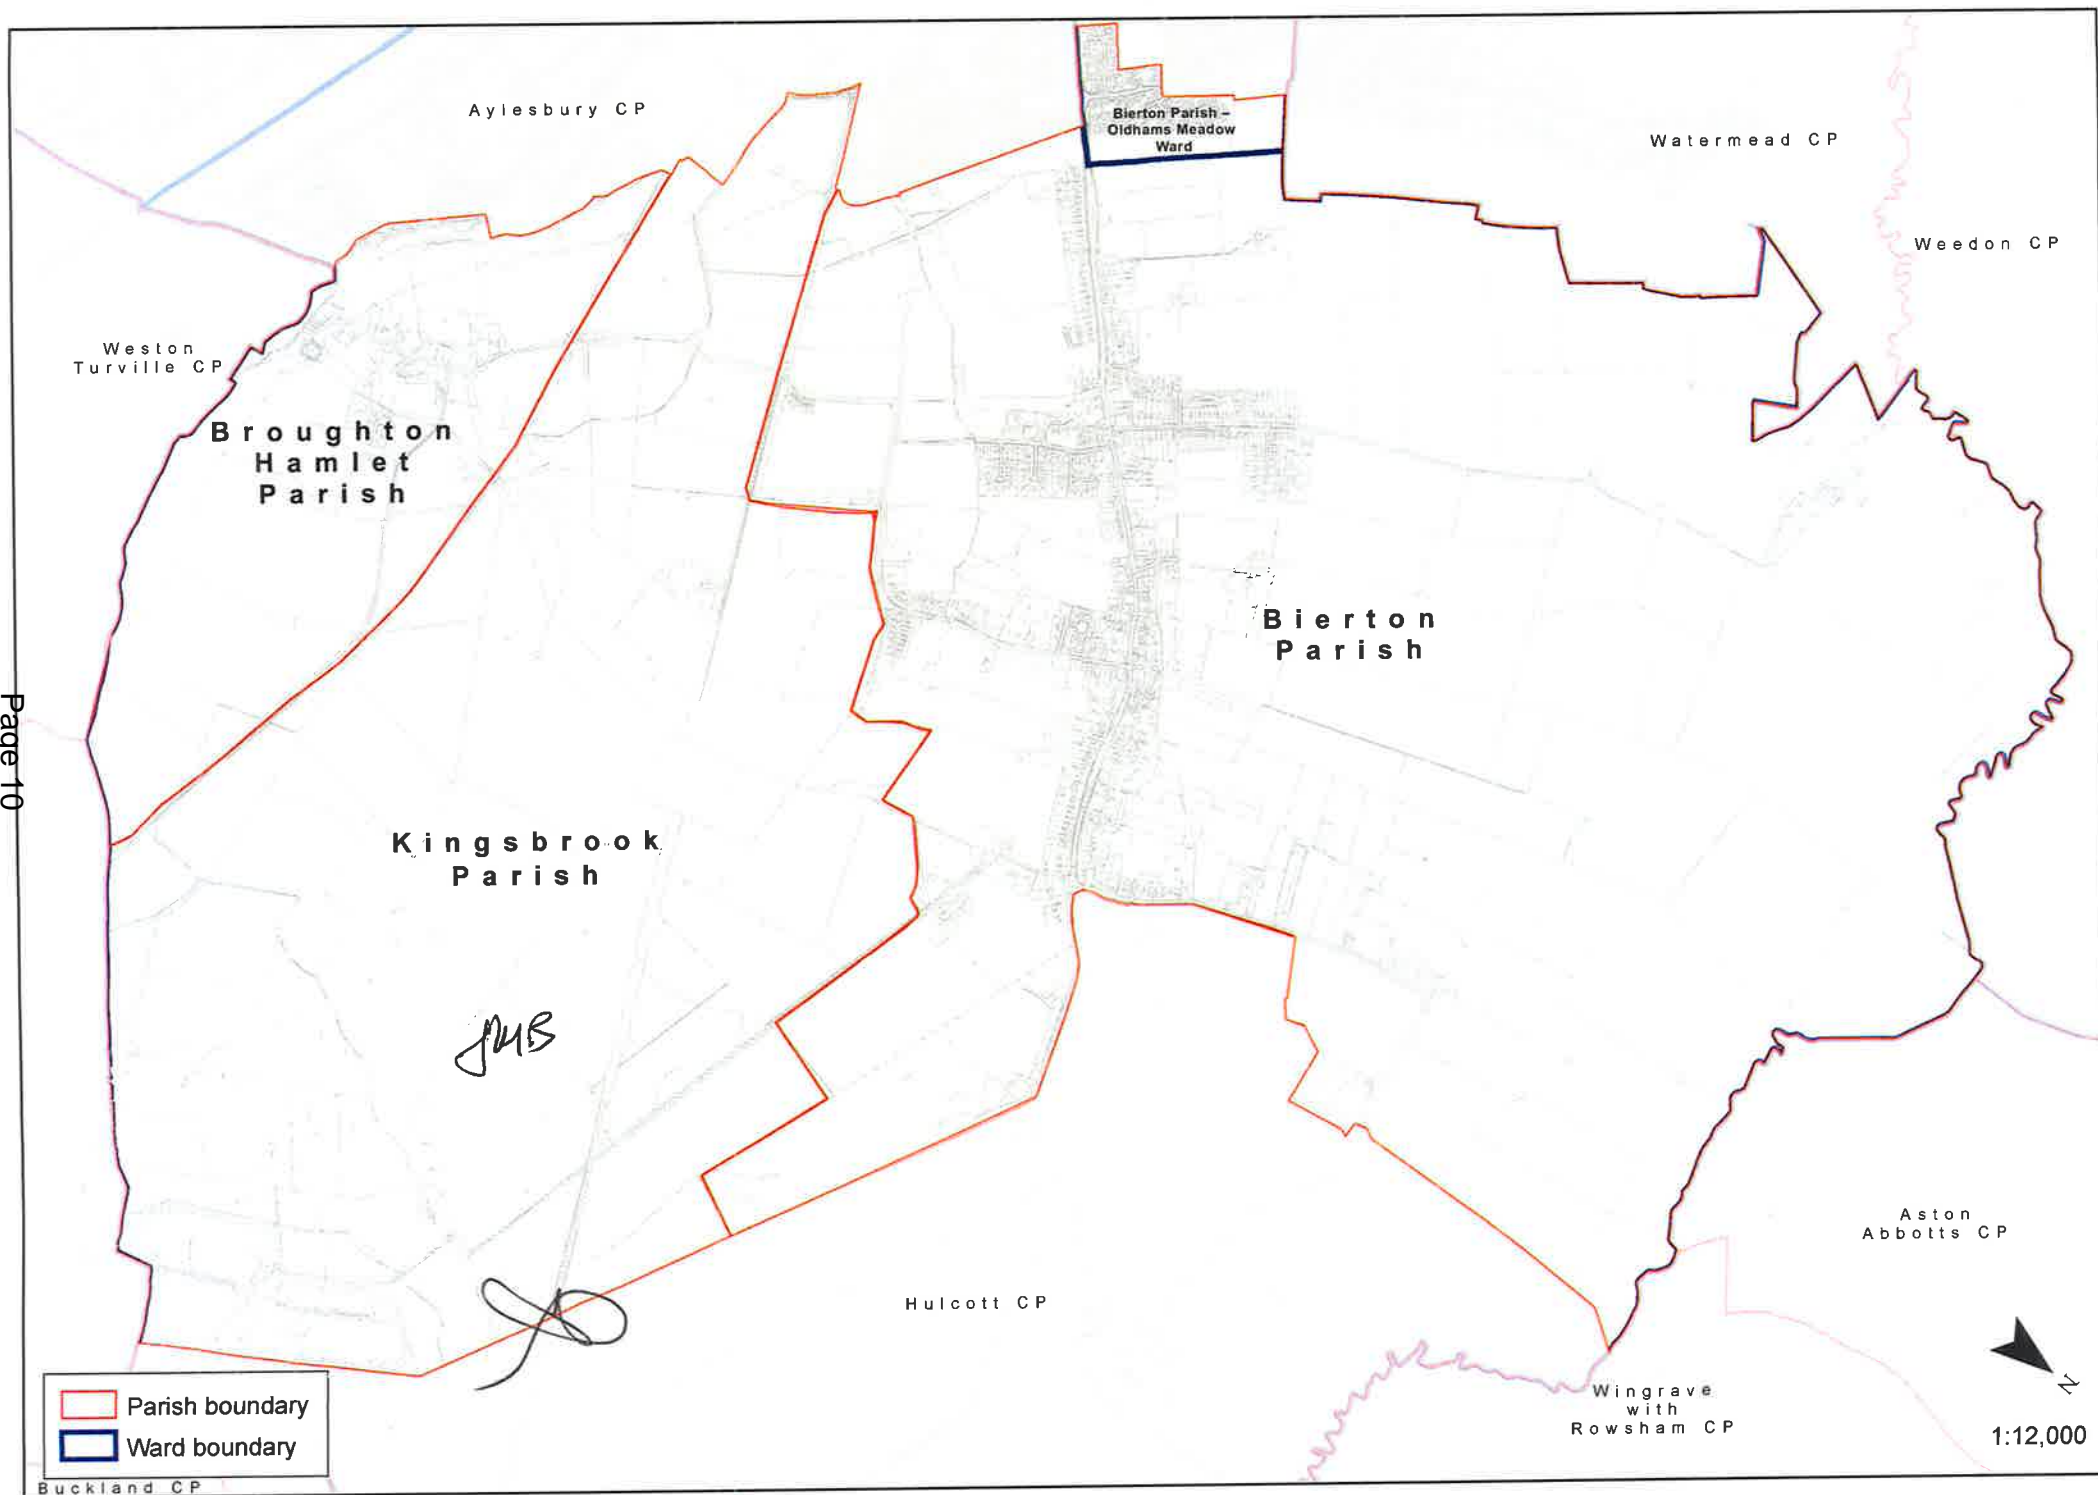 Aylesbury CP
Bierton Parish –
Oldhams Meadow
Ward
Watermead CP
Weedon CP
Weston
Turville CP
Broughton
Hamlet
Parish
Bierton
Parish
Page 10
Kingsbrook
Parish
Aston
Abbotts CP
Hulcott CP
Wingrave
with
Rowsham CP
N
1:12,000
Parish boundary
Ward boundary
Buckland CP